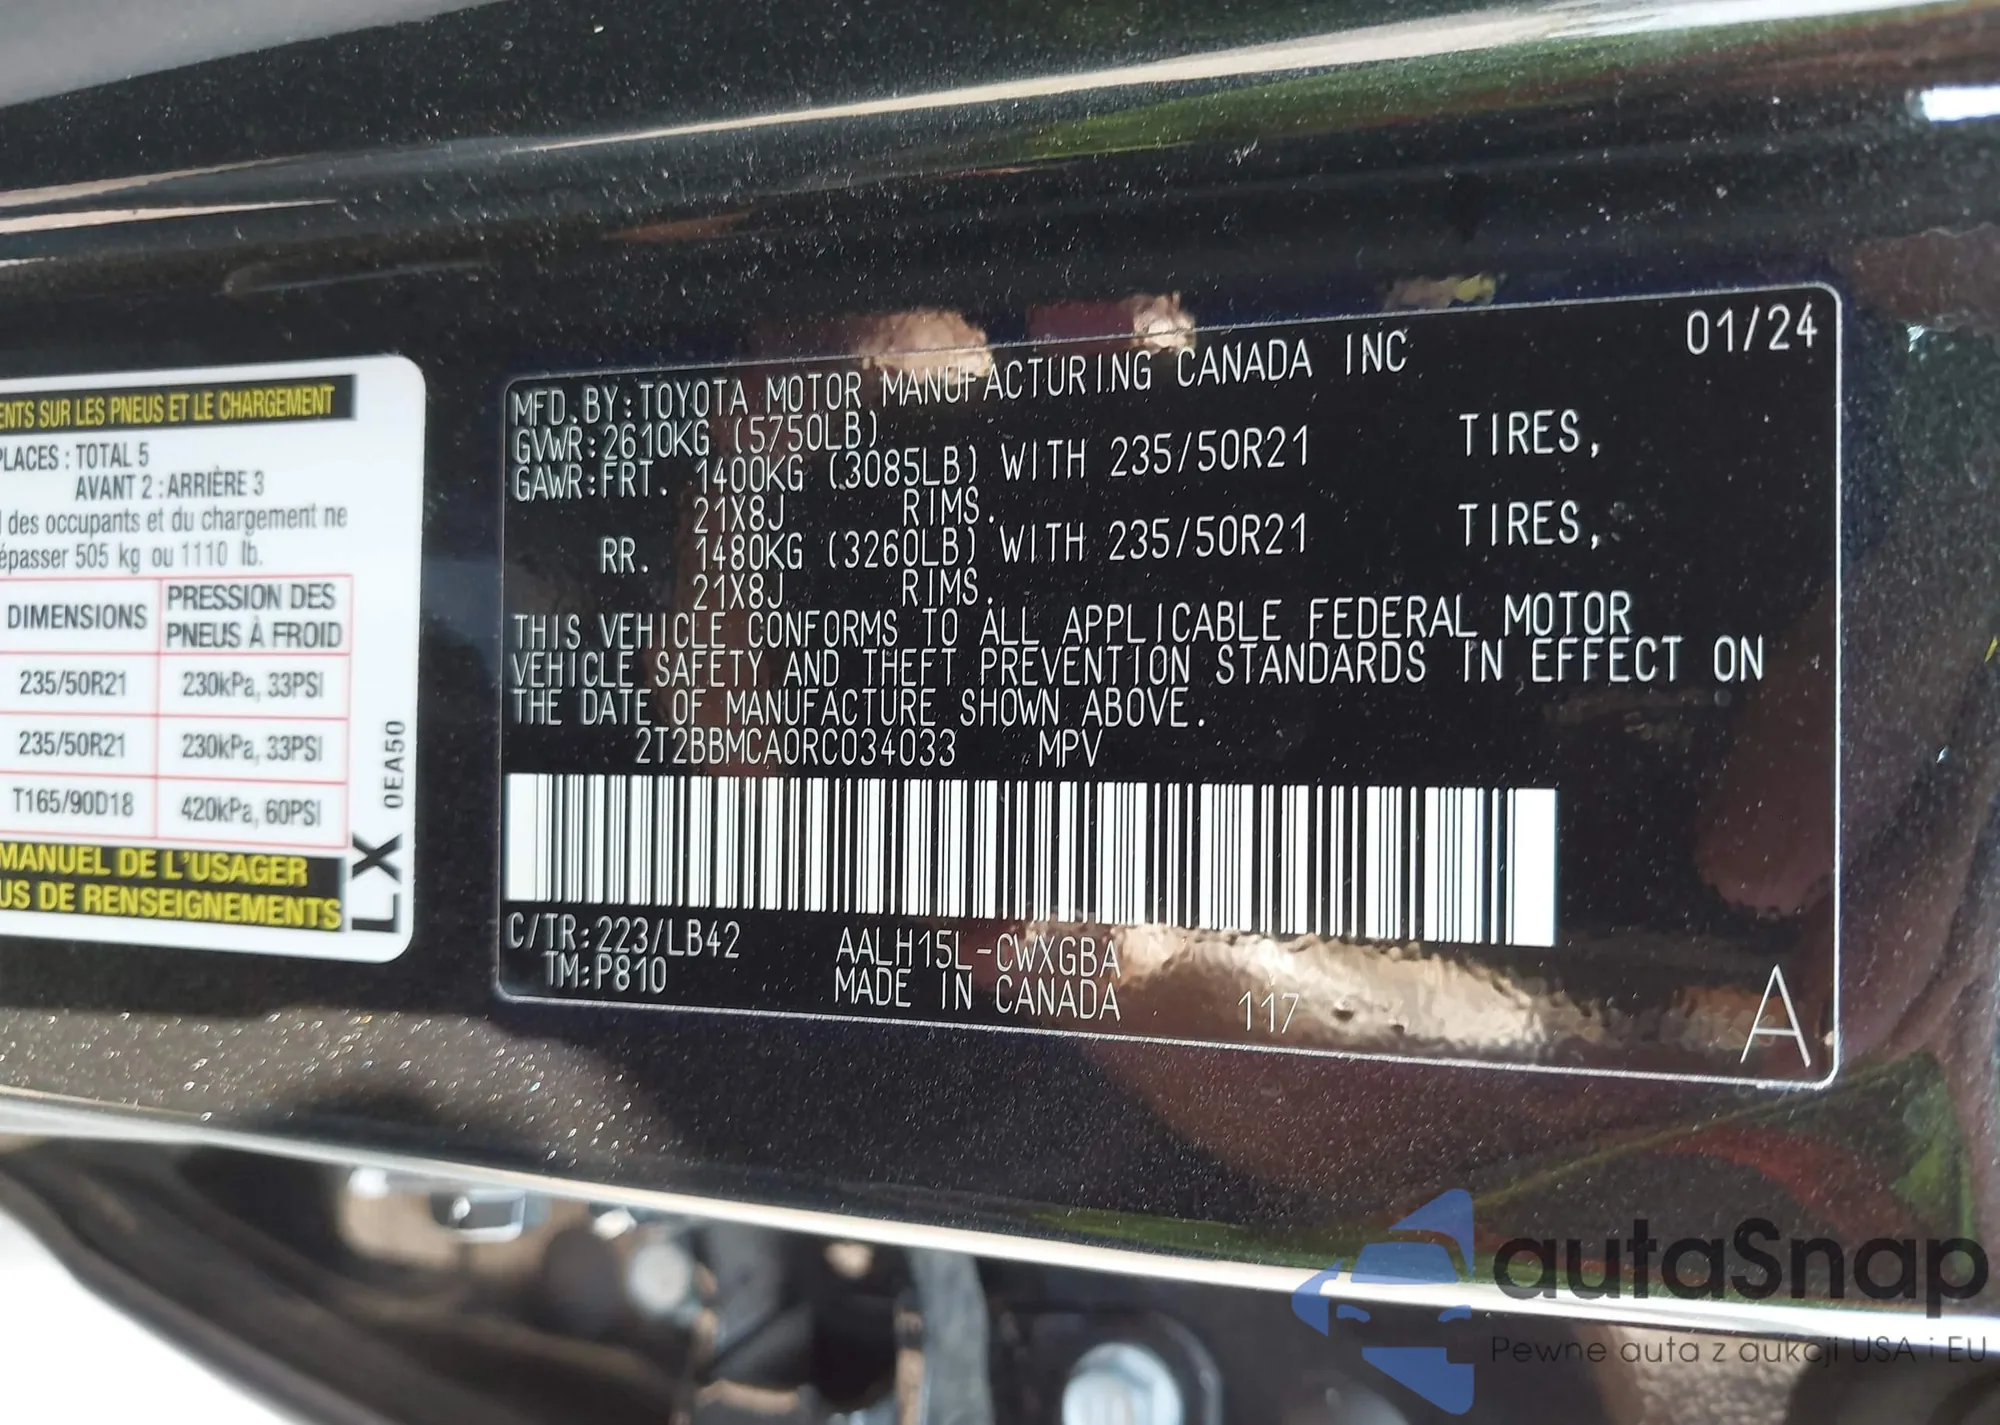 ENTS SUR LES PNEUS ET LE CHARGEMENT
PLACES : TOTAL 5
AVANT 2 : ARRIÈRE 3
des occupants et du chargement ne
épasser 505 kg ou 1110 lb.
DIMENSIONS
PRESSION DES
PNEUS À FROID
235/50R21 230kPa, 33PSI
235/50R21 230kPa, 33PSI
T165/90D18 420kPa, 60PSI
MANUEL DE L'USAGER
US DE RENSEIGNEMENTS
LX 0EA50
01/24
MFD.BY:TOYOTA MOTOR MANUFACTURING CANADA INC
GVWR:2610KG (5750LB)
GAWR:FRT. 1400KG (3085LB) WITH 235/50R21 TIRES,
21X8J RIMS.
RR. 1480KG (3260LB) WITH 235/50R21 TIRES,
21X8J RIMS.
THIS VEHICLE CONFORMS TO ALL APPLICABLE FEDERAL MOTOR
VEHICLE SAFETY AND THEFT PREVENTION STANDARDS IN EFFECT ON
THE DATE OF MANUFACTURE SHOWN ABOVE.
2T2BBMCA0RC034033 MPV
C/TR:223/LB42 AALH15L-CWXGBA
TM:P810 MADE IN CANADA 117
A
autaSnap
Pewne auta z aukcji USA i EU